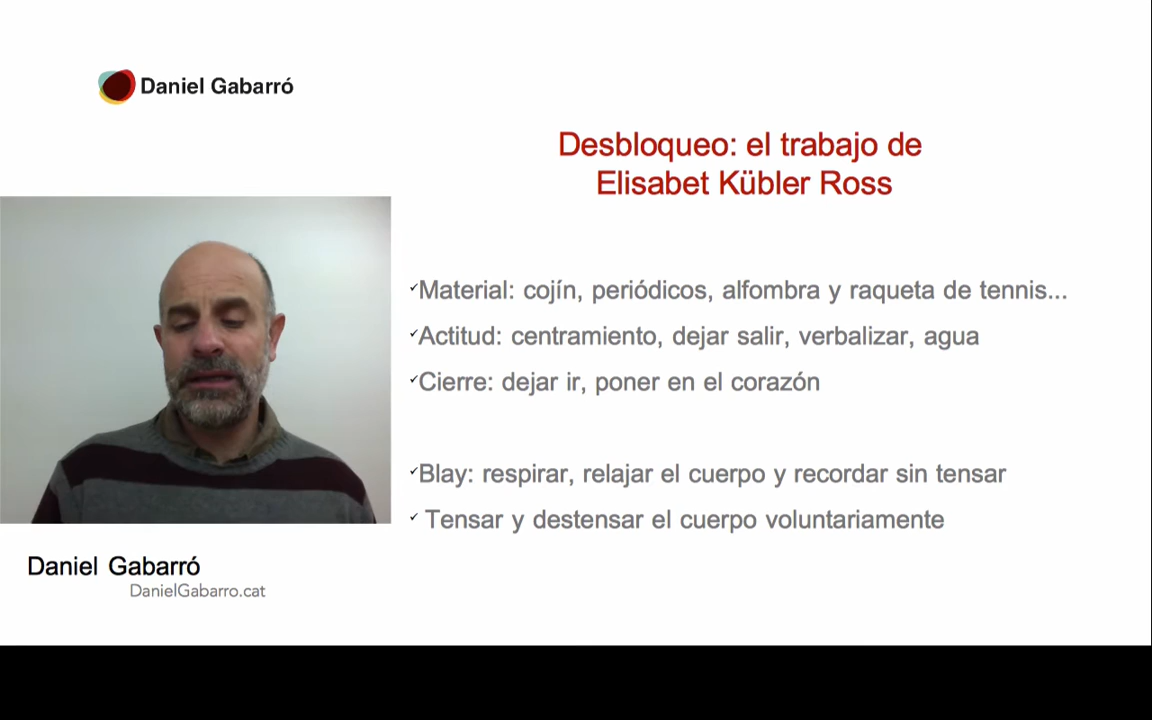 Daniel Gabarró
Desbloqueo: el trabajo de
Elisabet Kübler Ross
Material: cojín, periódicos, alfombra y raqueta de tennis...
Actitud: centramiento, dejar salir, verbalizar, agua
Cierre: dejar ir, poner en el corazón
Blay: respirar, relajar el cuerpo y recordar sin tensar
Tensar y destensar el cuerpo voluntariamente
Daniel Gabarró
DanielGabarro.cat